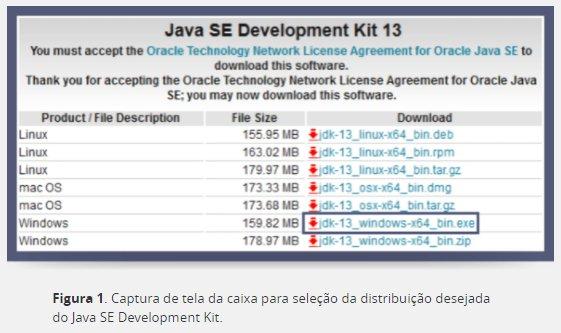 Java SE Development Kit 13
You must accept the Oracle Technology Network License Agreement for Oracle Java SE to
download this software.
Thank you for accepting the Oracle Technology Network License Agreement for Oracle Java
SE; you may now download this software.
Product / File Description File Size Download
Linux 155.95 MB jdk-13_linux-x64_bin.deb
Linux 163.02 MB jdk-13_linux-x64_bin.rpm
Linux 179.97 MB jdk-13_linux-x64_bin.tar.gz
mac OS 173.33 MB jdk-13_osx-x64_bin.dmg
mac OS 173.68 MB jdk-13_osx-x64_bin.tar.gz
Windows 159.82 MB jdk-13_windows-x64_bin.exe
Windows 178.97 MB jdk-13_windows-x64_bin.zip
Figura 1. Captura de tela da caixa para seleção da distribuição desejada
do Java SE Development Kit.